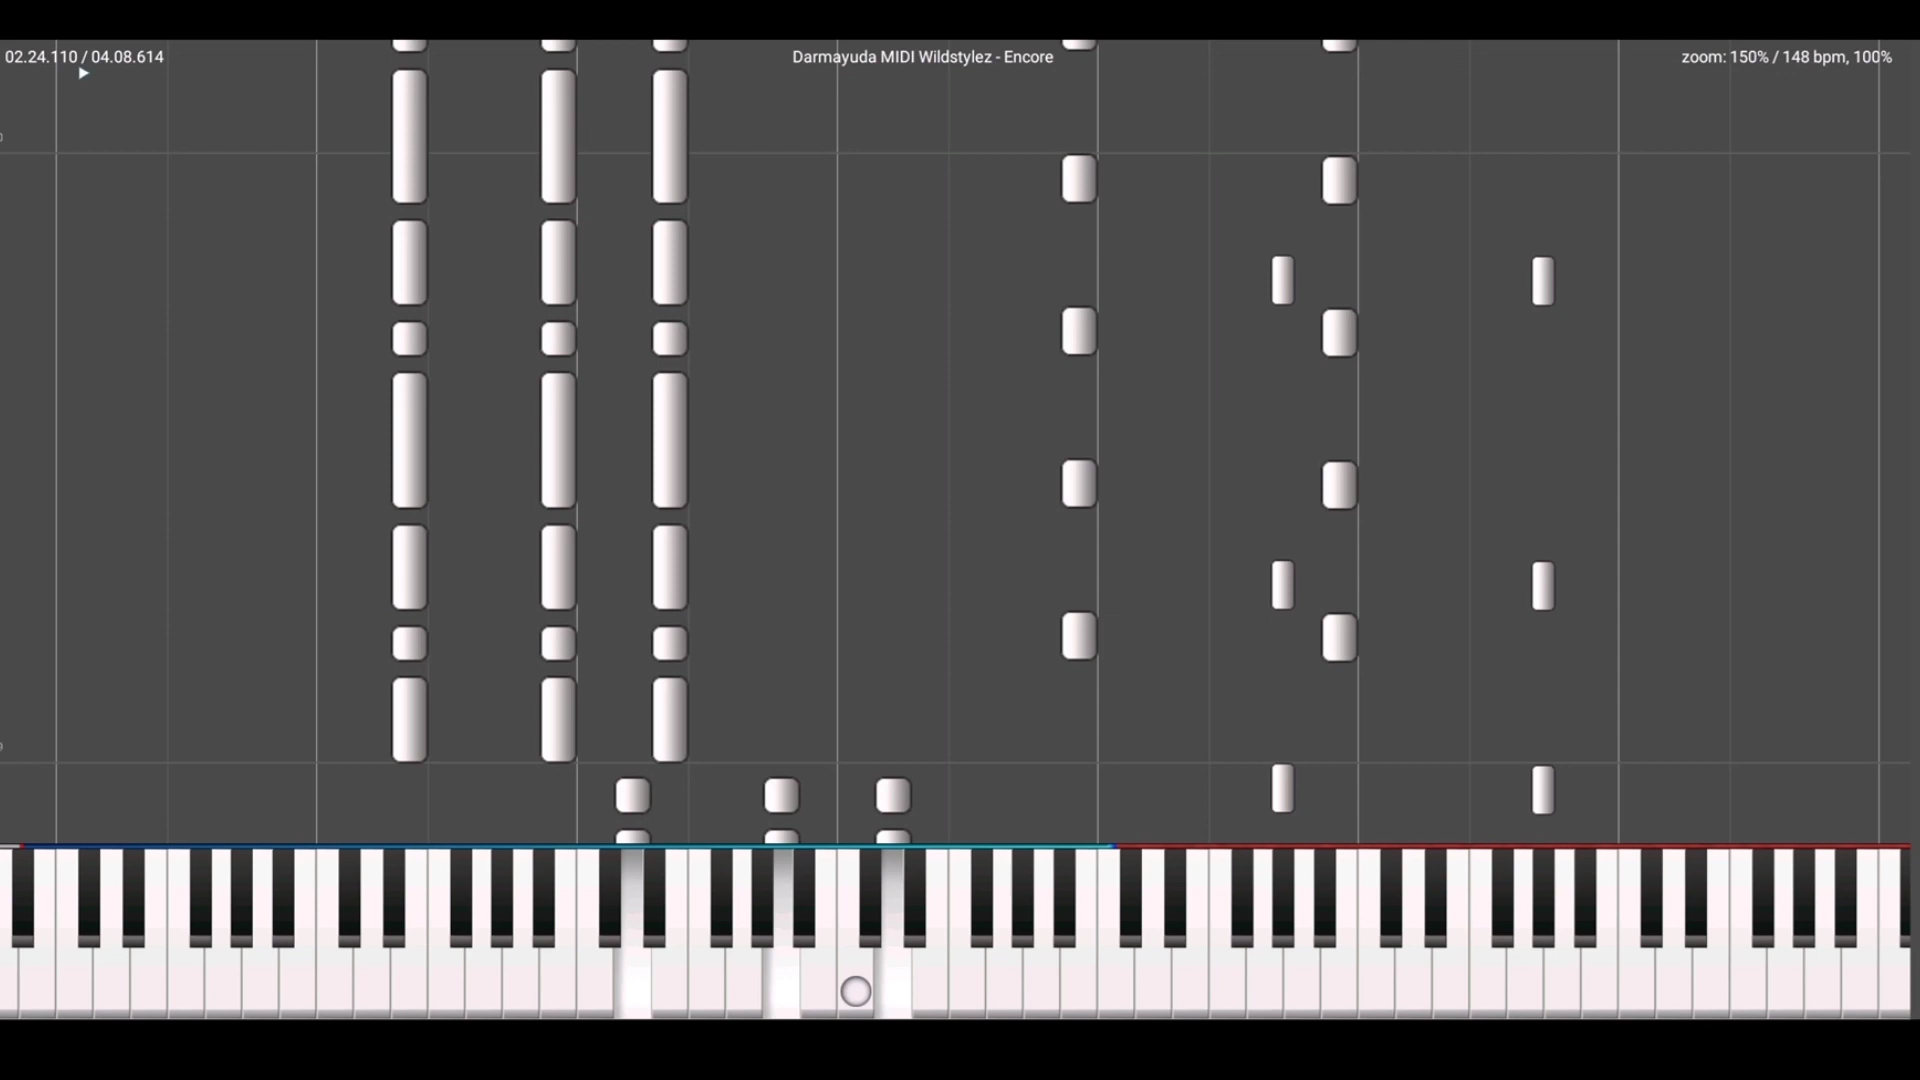 02.24.110 / 04.08.614
Darmayuda MIDI Wildstylez - Encore
zoom: 150% / 148 bpm, 100%